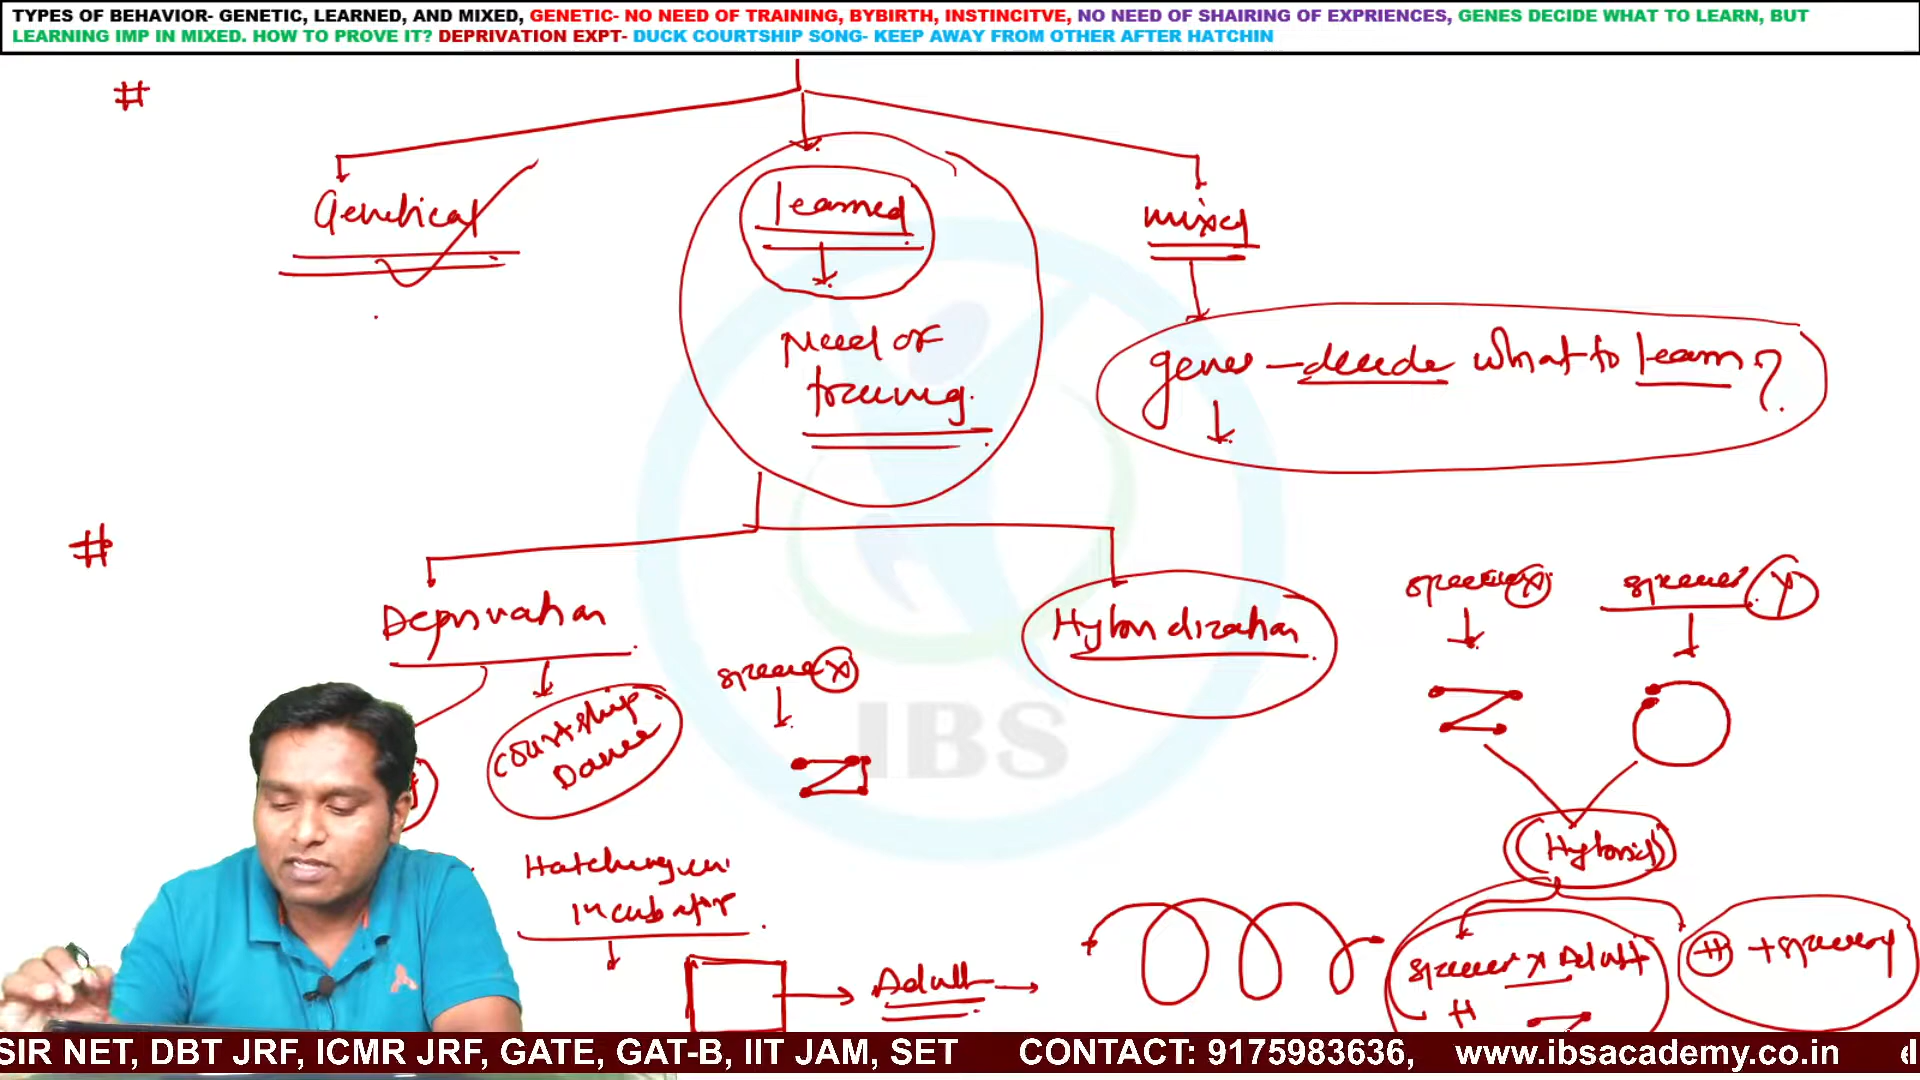 TYPES OF BEHAVIOR- GENETIC, LEARNED, AND MIXED, GENETIC- NO NEED OF TRAINING, BYBIRTH, INSTINCITVE, NO NEED OF SHAIRING OF EXPRIENCES, GENES DECIDE WHAT TO LEARN, BUT
LEARNING IMP IN MIXED. HOW TO PROVE IT? DEPRIVATION EXPT- DUCK COURTSHIP SONG- KEEP AWAY FROM OTHER AFTER HATCHIN
#
Genetical
learned
mixed
Need of
training.
genes - decide what to learn?
#
Deprivation
Hybridization
species X
species Y
species X
courtship
Dance
Hybrid
Hatching in
incubator
Adult
species X Adult
H
H + species Y
IBS
SIR NET, DBT JRF, ICMR JRF, GATE, GAT-B, IIT JAM, SET CONTACT: 9175983636, www.ibsacademy.co.in